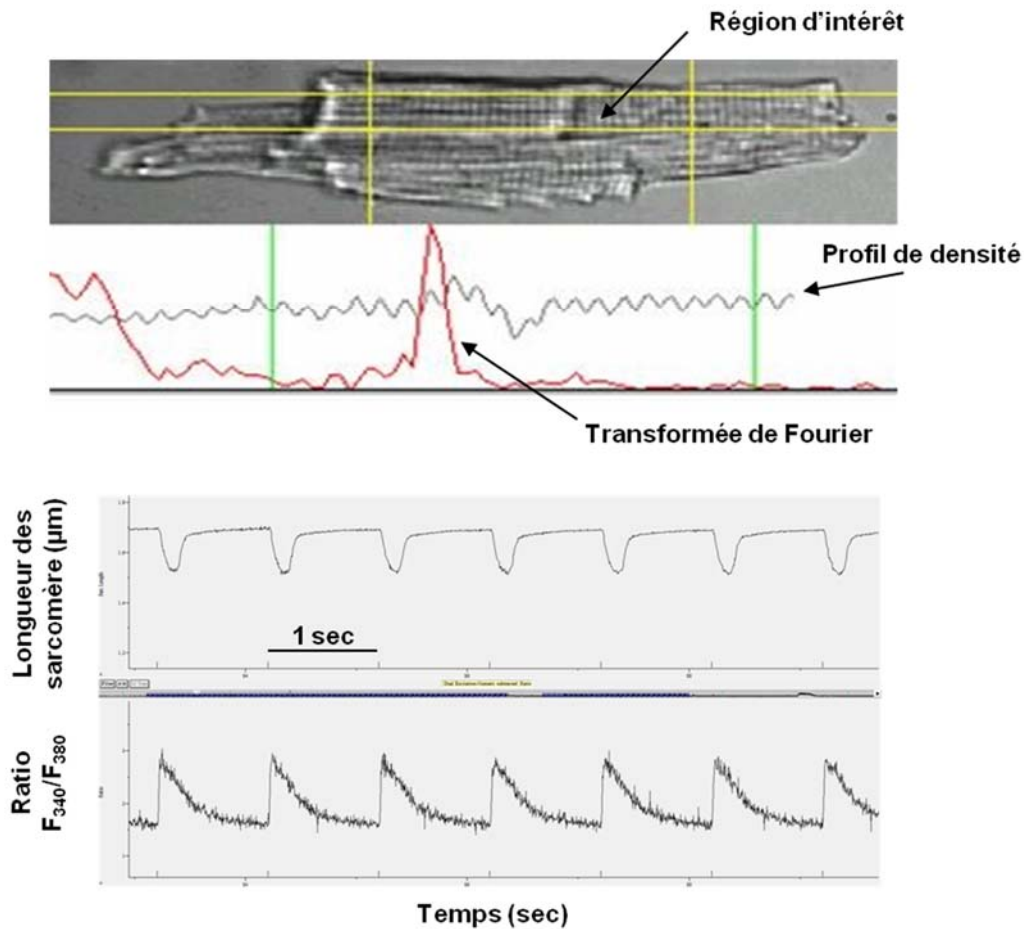 Région d'intérêt
Profil de densité
Transformée de Fourier
Longueur des
sarcomère (µm)
1 sec
Ratio
F340/F380
Temps (sec)